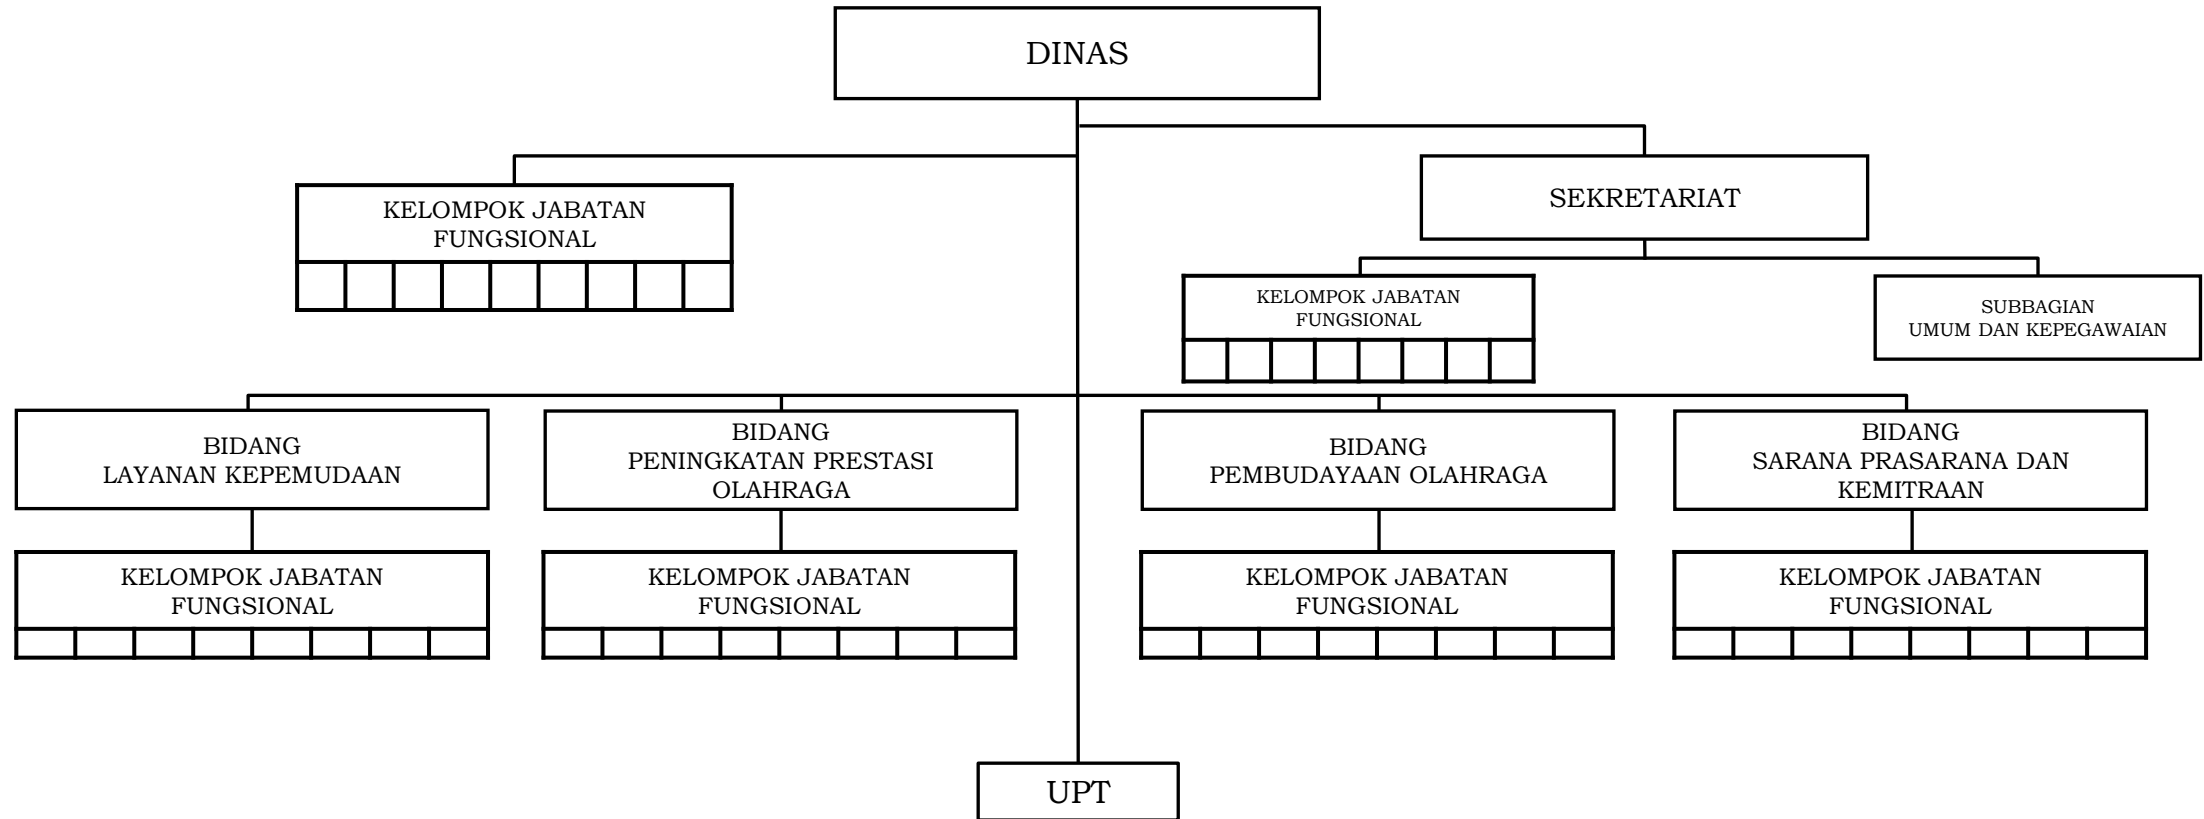 DINAS
KELOMPOK JABATAN
FUNGSIONAL
SEKRETARIAT
KELOMPOK JABATAN
FUNGSIONAL
SUBBAGIAN
UMUM DAN KEPEGAWAIAN
BIDANG
LAYANAN KEPEMUDAAN
BIDANG
PENINGKATAN PRESTASI
OLAHRAGA
BIDANG
PEMBUDAYAAN OLAHRAGA
BIDANG
SARANA PRASARANA DAN
KEMITRAAN
KELOMPOK JABATAN
FUNGSIONAL
KELOMPOK JABATAN
FUNGSIONAL
KELOMPOK JABATAN
FUNGSIONAL
KELOMPOK JABATAN
FUNGSIONAL
UPT